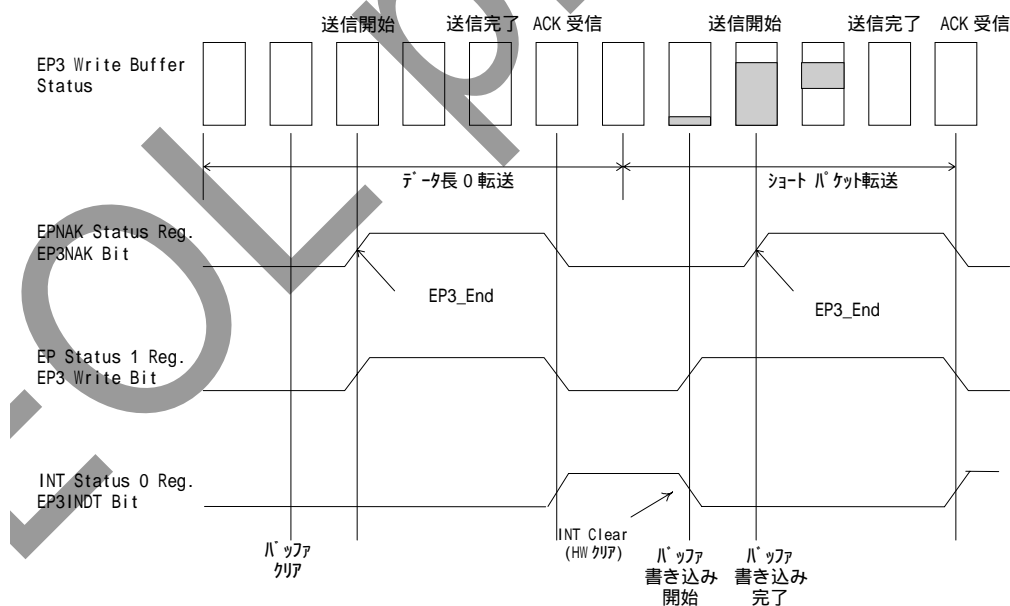 送信開始 送信完了 ACK 受信 送信開始 送信完了 ACK 受信
EP3 Write Buffer
Status
データ長 0 転送 ショート パケット転送
EPNAK Status Reg.
EP3NAK Bit
EP3_End EP3_End
EP Status 1 Reg.
EP3 Write Bit
INT Status 0 Reg.
EP3INDT Bit
INT Clear
(HW クリア)
バッファ
クリア
バッファ
書き込み
開始
バッファ
書き込み
完了